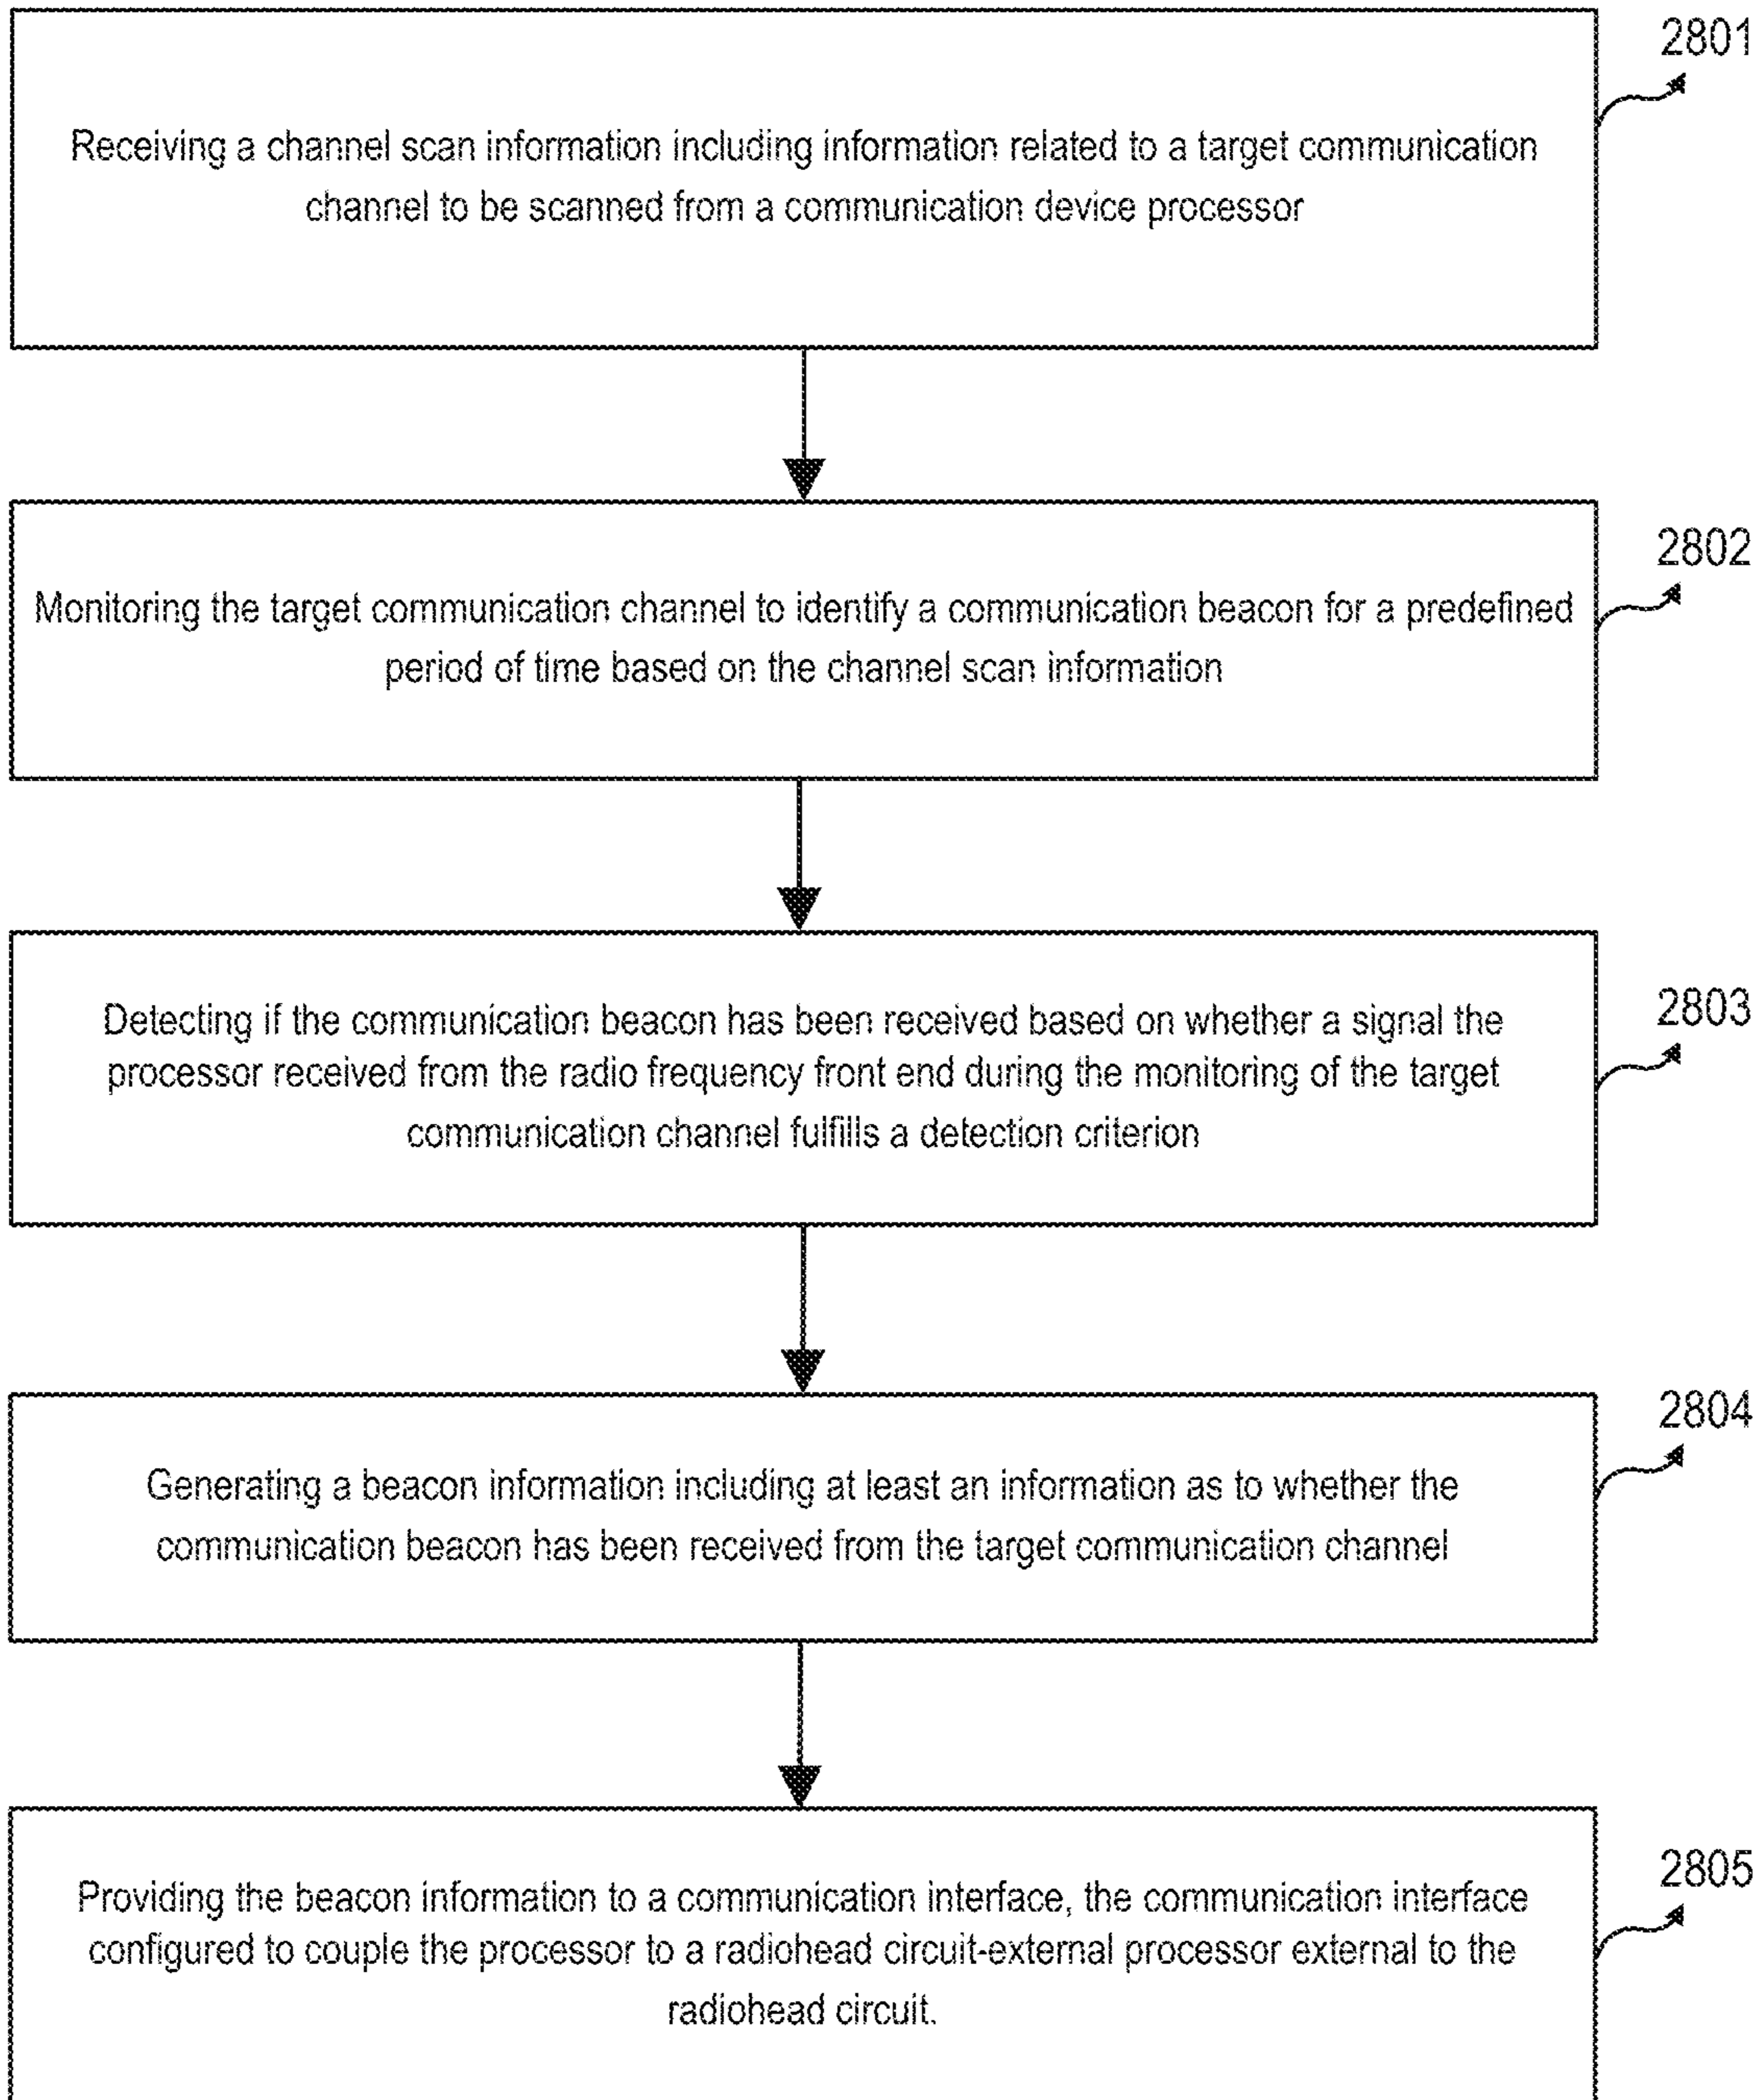 2801
Receiving a channel scan information including information related to a target communication
channel to be scanned from a communication device processor
2802
Monitoring the target communication channel to identify a communication beacon for a predefined
period of time based on the channel scan information
2803
Detecting if the communication beacon has been received based on whether a signal the
processor received from the radio frequency front end during the monitoring of the target
communication channel fulfills a detection criterion
2804
Generating a beacon information including at least an information as to whether the
communication beacon has been received from the target communication channel
2805
Providing the beacon information to a communication interface, the communication interface
configured to couple the processor to a radiohead circuit-external processor external to the
radiohead circuit.